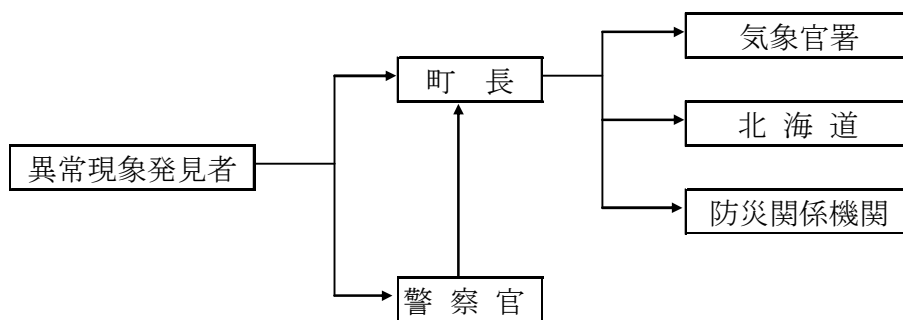 気象官署
町　長
北 海 道
異常現象発見者
防災関係機関
警 察 官